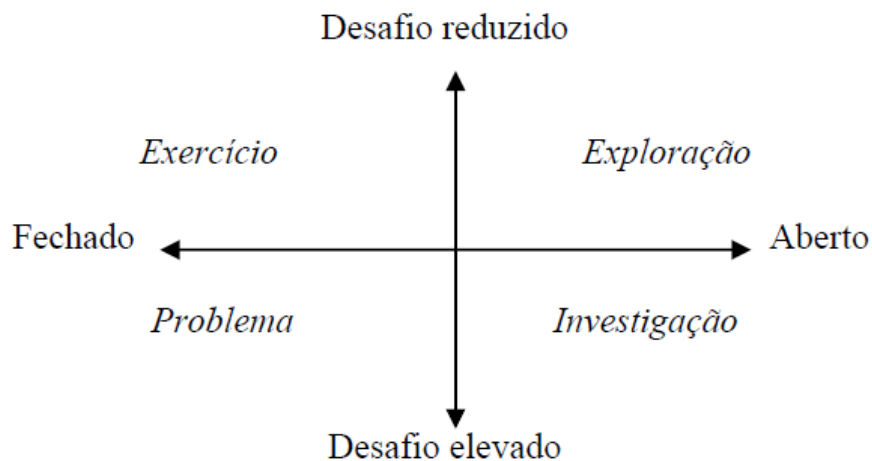 Desafio reduzido
Exercício
Exploração
Fechado
Aberto
Problema
Investigação
Desafio elevado